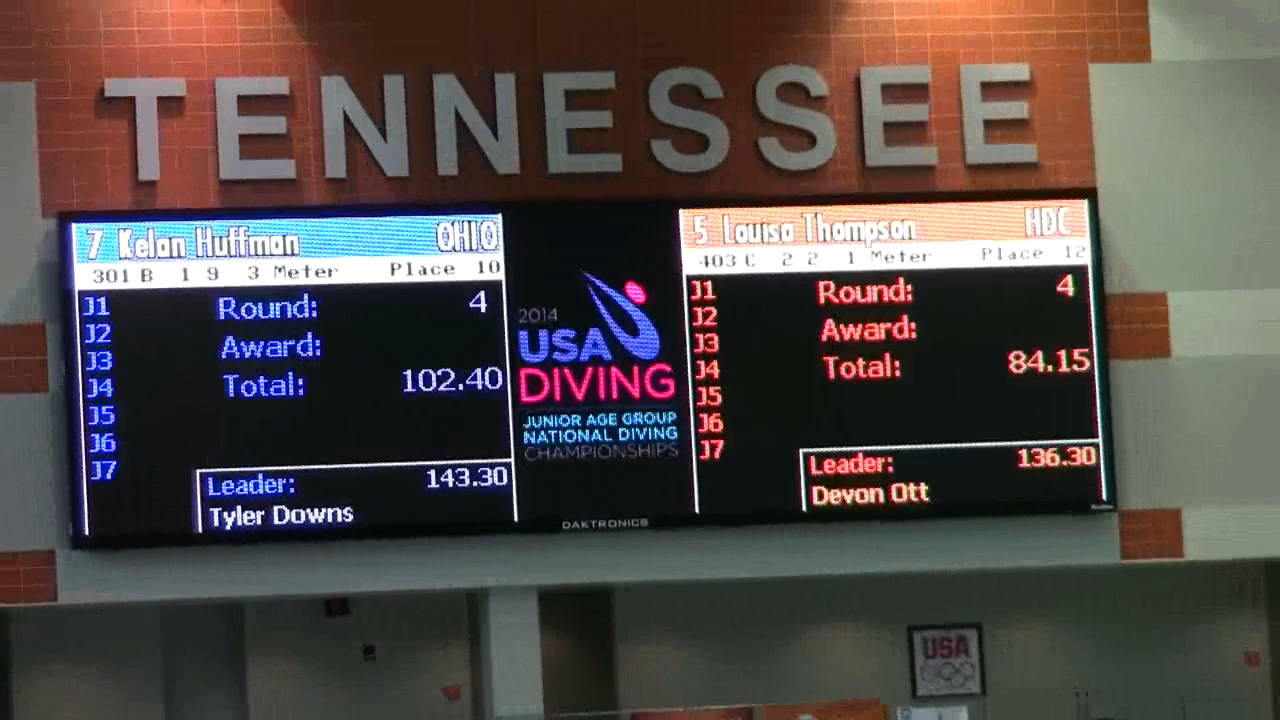 TENNESSEE
7 Kelan Huffman OHIO
301B 1 9 3 Meter Place 10
J1
J2
J3
J4
J5
J6
J7
Round: 4
Award:
Total: 102.40
Leader: 143.30
Tyler Downs
2014
USA
DIVING
JUNIOR AGE GROUP
NATIONAL DIVING
CHAMPIONSHIPS
DAKTRONICS
5 Louisa Thompson HDC
403C 2 2 1 Meter Place 12
J1
J2
J3
J4
J5
J6
J7
Round: 4
Award:
Total: 84.15
Leader: 136.30
Devon Ott
USA